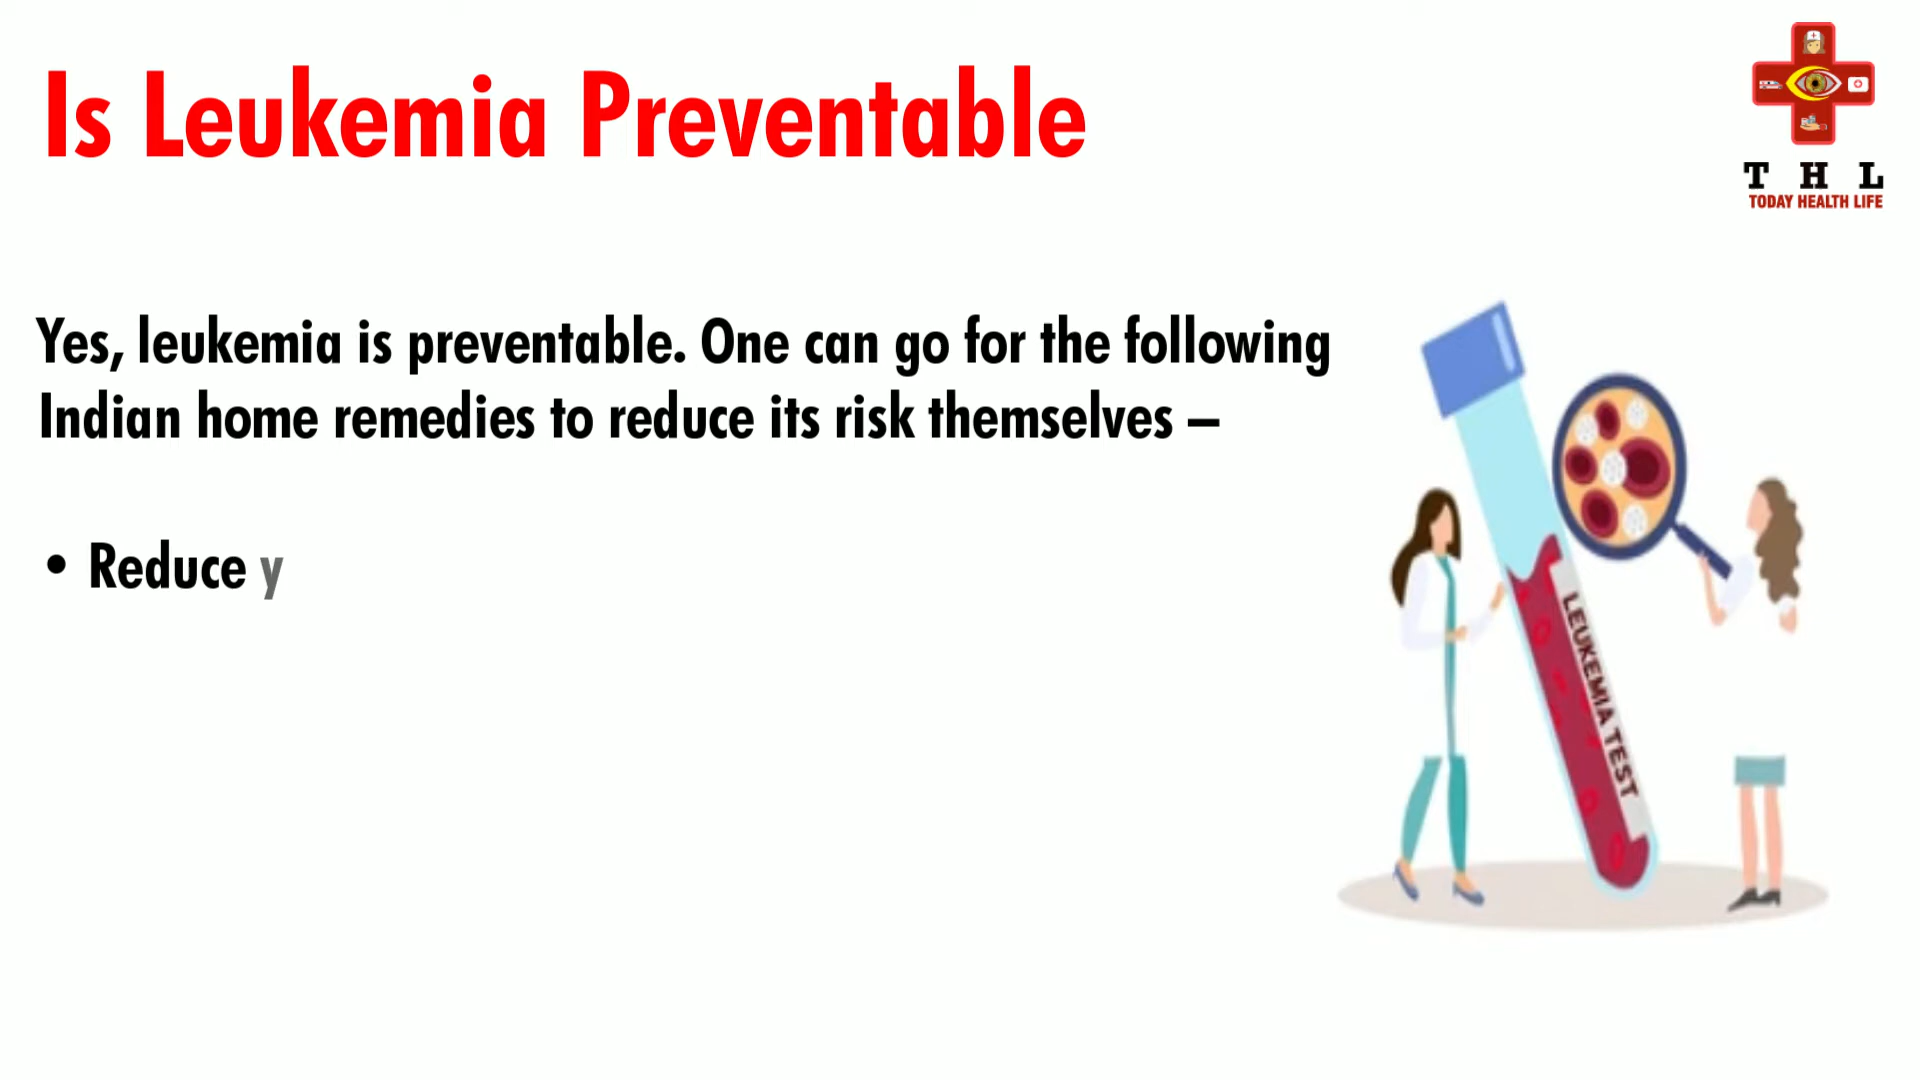 Is Leukemia Preventable
T H L
TODAY HEALTH LIFE
Yes, leukemia is preventable. One can go for the following
Indian home remedies to reduce its risk themselves –
• Reduce y
LEUKEMIA TEST